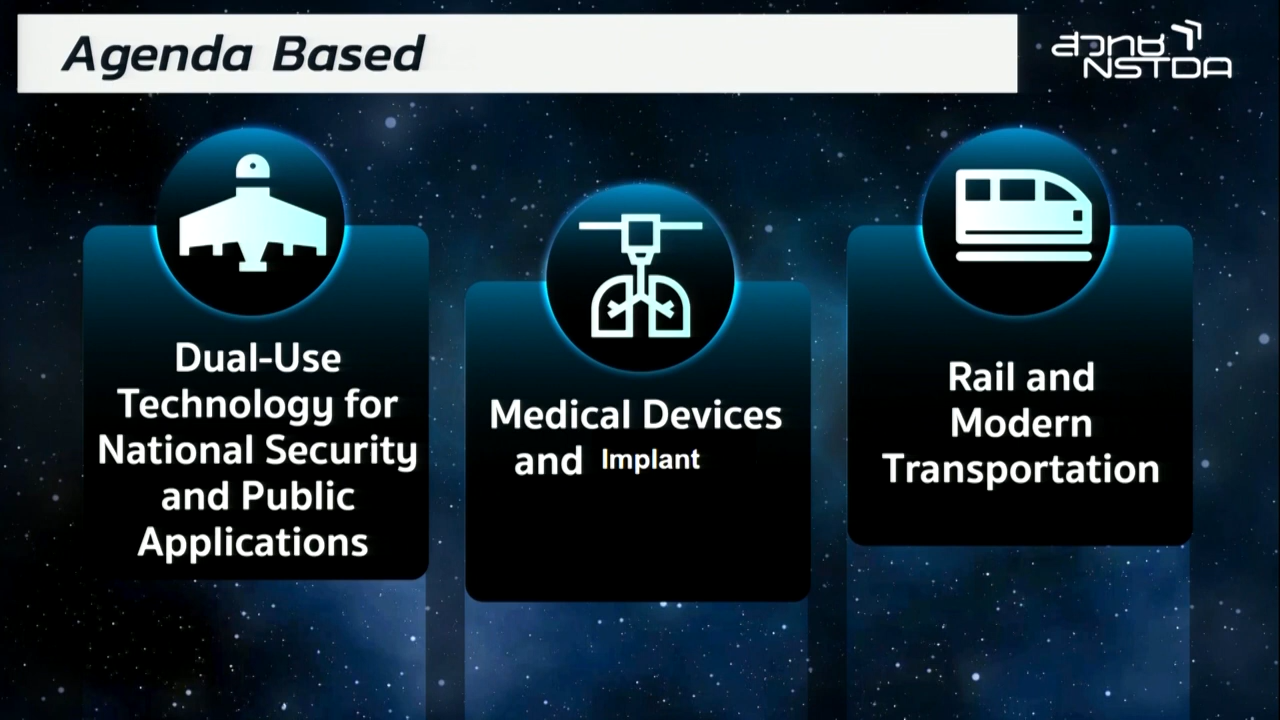 Agenda Based
สวทช
NSTDA
Dual-Use
Technology for
National Security
and Public
Applications
Medical Devices
and Implant
Rail and
Modern
Transportation